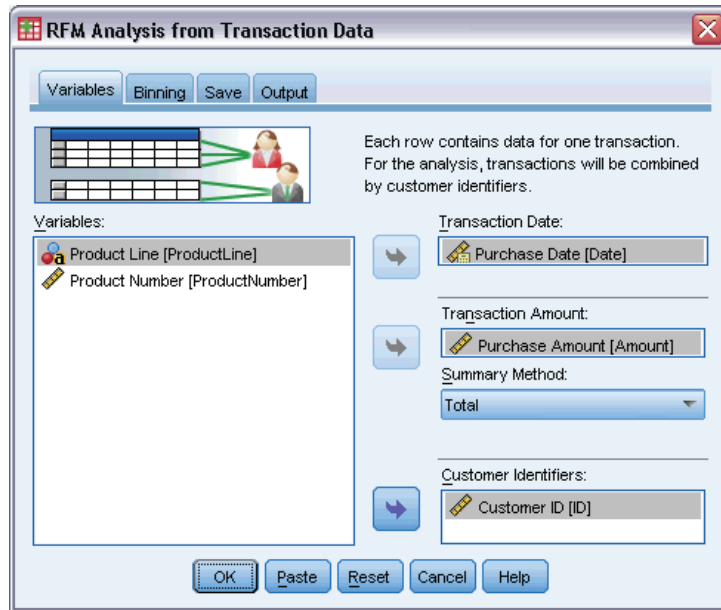 RFM Analysis from Transaction Data
Variables
Binning
Save
Output
Each row contains data for one transaction.
For the analysis, transactions will be combined
by customer identifiers.
Variables:
Product Line [ProductLine]
Product Number [ProductNumber]
Transaction Date:
Purchase Date [Date]
Transaction Amount:
Purchase Amount [Amount]
Summary Method:
Total
Customer Identifiers:
Customer ID [ID]
OK
Paste
Reset
Cancel
Help